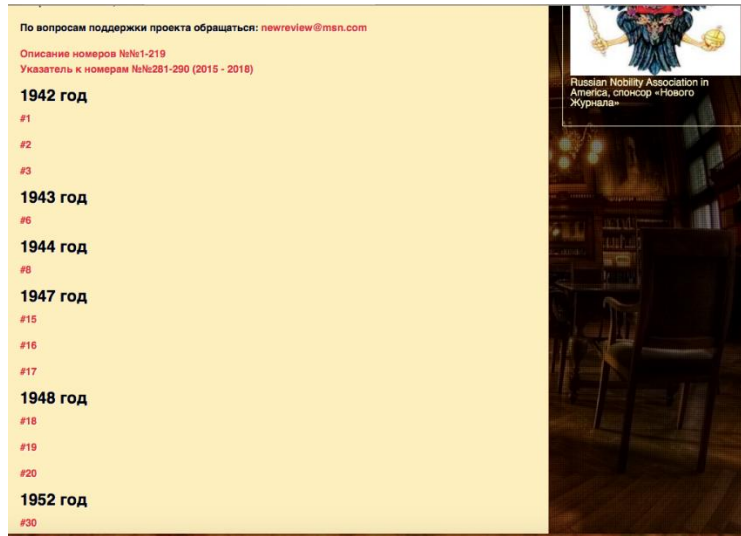 По вопросам поддержки проекта обращаться: newreview@msn.com
Описание номеров №№1-219
Указатель к номерам №№281-290 (2015 - 2018)
1942 год
#1
#2
#3
1943 год
#6
1944 год
#8
1947 год
#15
#16
#17
1948 год
#18
#19
#20
1952 год
#30
Russian Nobility Association in
America, спонсор «Нового
Журнала»